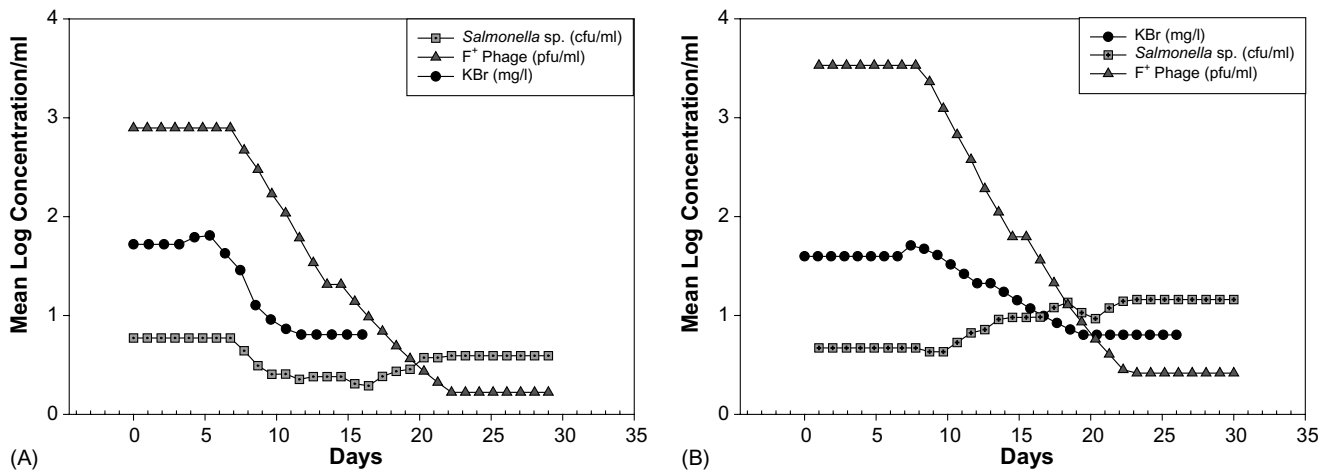 4
3
2
1
0
Mean Log Concentration/ml
Salmonella sp. (cfu/ml)
F+ Phage (pfu/ml)
KBr (mg/l)
0 5 10 15 20 25 30 35
Days
(A)
4
3
2
1
0
Mean Log Concentration/ml
KBr (mg/l)
Salmonella sp. (cfu/ml)
F+ Phage (pfu/ml)
0 5 10 15 20 25 30 35
Days
(B)